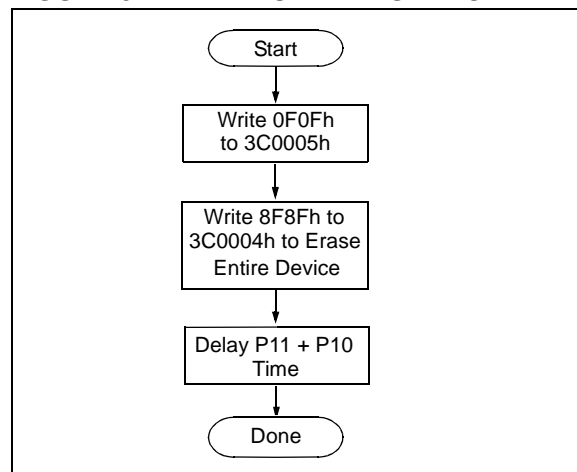 Start
Write 0F0Fh
to 3C0005h
Write 8F8Fh to
3C0004h to Erase
Entire Device
Delay P11 + P10
Time
Done